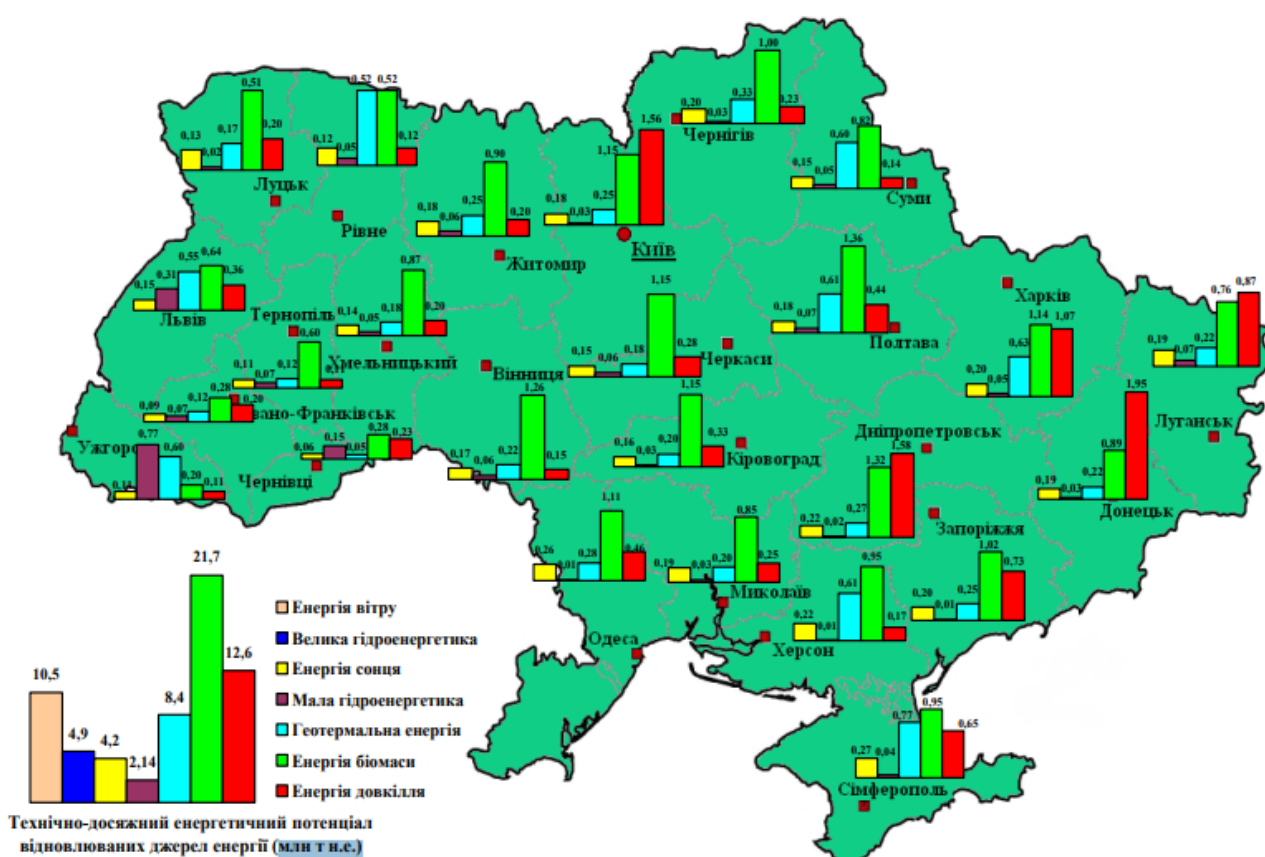 1,00
0,20 0,03 0,33 0,23
Чернігів
0,51
0,13 0,02 0,17 0,20
Луцьк
0,52 0,52
0,12 0,05 0,12
Рівне
0,90
0,18 0,06 0,25 0,20
Житомир
1,56
1,15
0,18 0,03 0,25
Київ
0,82
0,15 0,05 0,60 0,14
Суми
0,15 0,31 0,55 0,64 0,36
Львів
0,87
0,14 0,05 0,18 0,20
Хмельницький
Тернопіль
0,60
0,11 0,07 0,12
1,15
0,15 0,06 0,18 0,28
Черкаси
Вінниця
1,36
0,18 0,07 0,61 0,44
Полтава
Харків
1,14 1,07
0,20 0,05 0,63
0,76 0,87
0,19 0,07 0,22
Луганськ
0,28
0,09 0,07 0,12 0,20
вано-Франківськ
Ужгоро
0,77
0,60
0,20 0,11
0,06 0,15 0,05 0,28 0,23
Чернівці
1,26
0,17 0,06 0,22 0,15
1,15
0,16 0,03 0,20 0,33
Кіровоград
Дніпропетровськ
1,32 1,58
0,22 0,02 0,27
1,95
0,89
0,19 0,03 0,22
Донецьк
Запоріжжя
1,02
0,20 0,01 0,25 0,73
1,11
0,26 0,01 0,28 0,46
0,85
0,19 0,03 0,20 0,25
Миколаїв
0,95
0,22 0,01 0,61 0,17
Херсон
Одеса
0,95
0,27 0,04 0,77 0,65
Сімферополь
10,5
4,9
4,2
2,14
8,4
21,7
12,6
Енергія вітру
Велика гідроенергетика
Енергія сонця
Мала гідроенергетика
Геотермальна енергія
Енергія біомаси
Енергія довкілля
Технічно-досяжний енергетичний потенціал
відновлюваних джерел енергії (млн т н.е.)